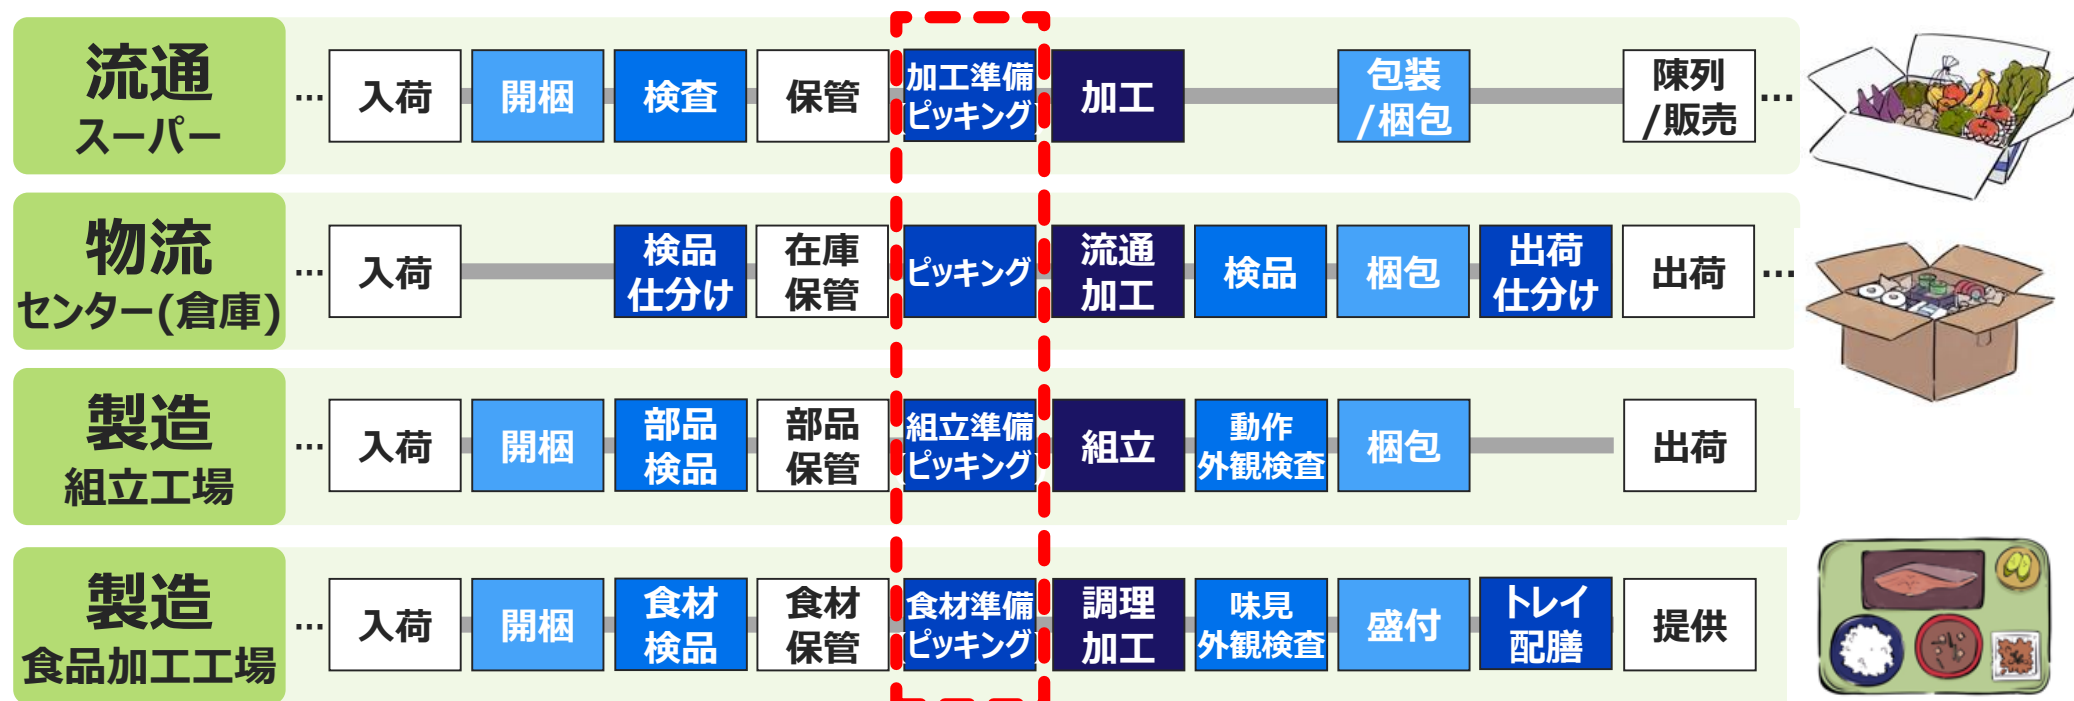 流通
スーパー
…
入荷
開梱
検査
保管
加工準備
(ピッキング)
加工
包装
/梱包
陳列
/販売
…
物流
センター(倉庫)
…
入荷
検品
仕分け
在庫
保管
ピッキング
流通
加工
検品
梱包
出荷
仕分け
出荷
…
製造
組立工場
…
入荷
開梱
部品
検品
部品
保管
組立準備
(ピッキング)
組立
動作
外観検査
梱包
出荷
製造
食品加工工場
…
入荷
開梱
食材
検品
食材
保管
食材準備
(ピッキング)
調理
加工
味見
外観検査
盛付
トレイ
配膳
提供